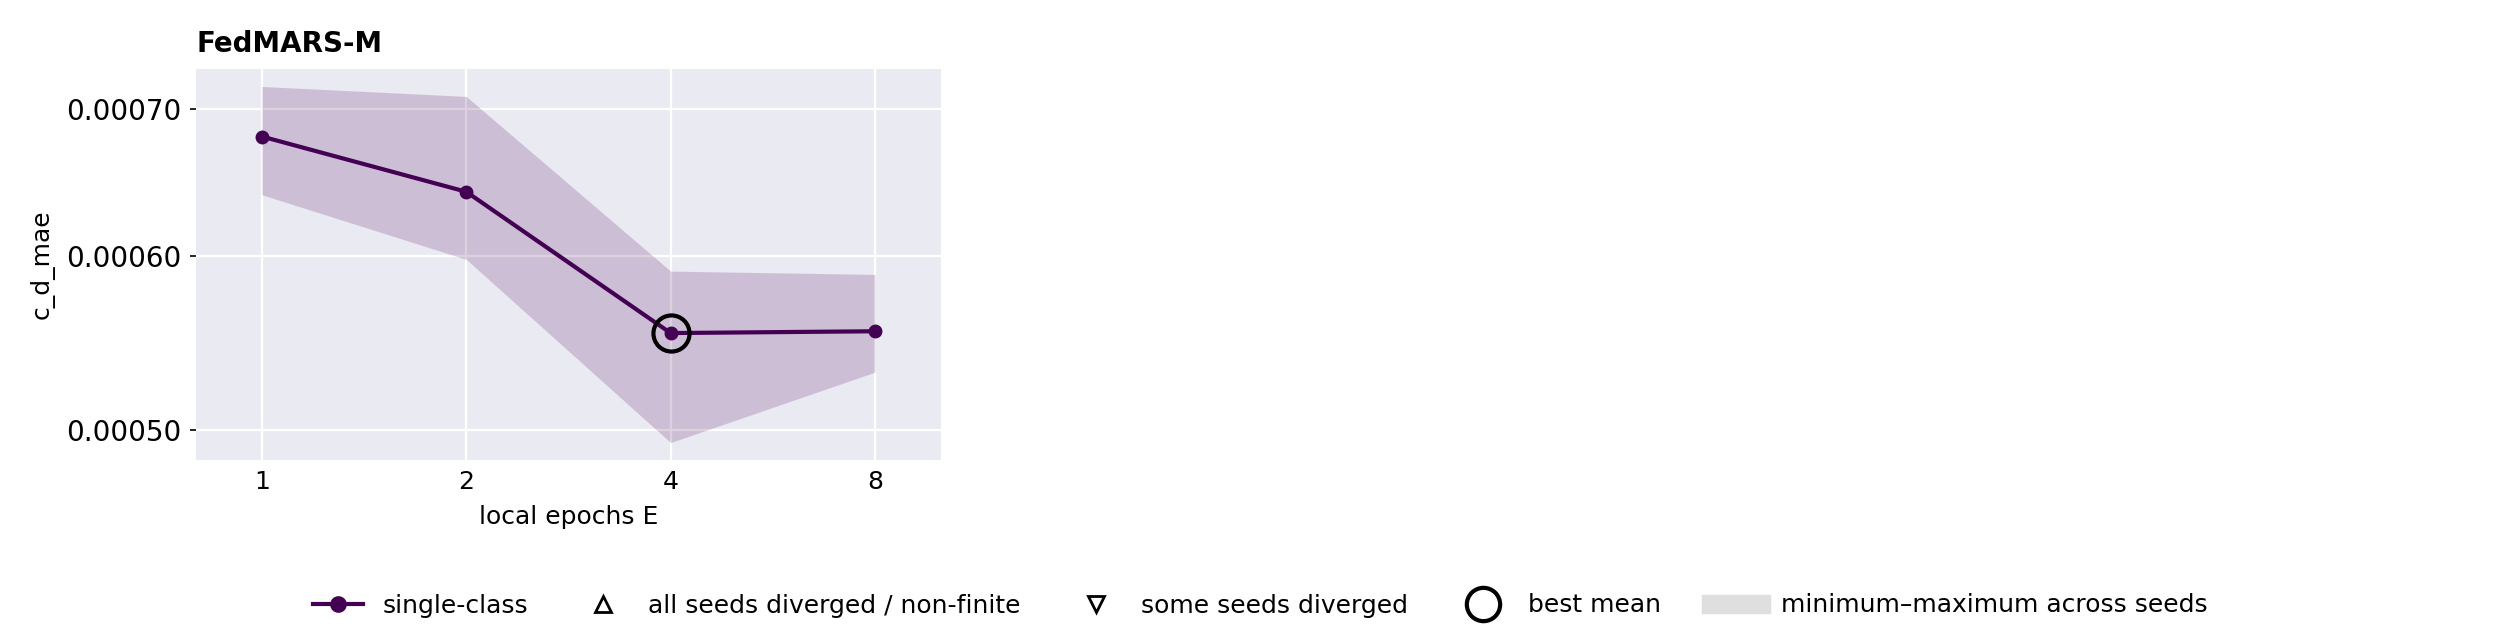 FedMARS-M
c_d_mae
0.00070
0.00060
0.00050
1 2 4 8
local epochs E
single-class all seeds diverged / non-finite some seeds diverged best mean minimum–maximum across seeds